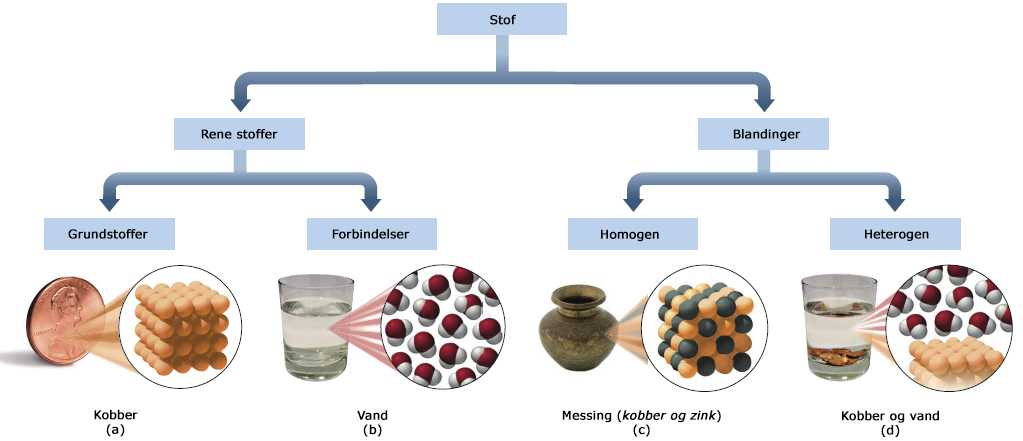 Stof
Rene stoffer
Blandinger
Grundstoffer
Forbindelser
Homogen
Heterogen
Kobber
(a)
Vand
(b)
Messing (kobber og zink)
(c)
Kobber og vand
(d)